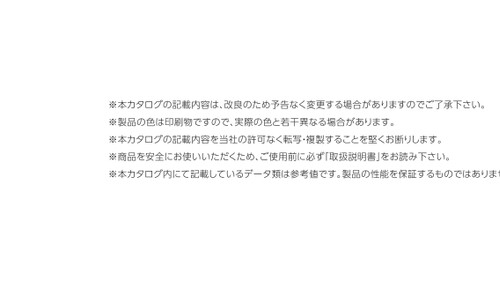 ※本カタログの記載内容は、改良のため予告なく変更する場合がありますのでご了承下さい。
※製品の色は印刷物ですので、実際の色と若干異なる場合があります。
※本カタログの記載内容を当社の許可なく転写・複製することを堅くお断りします。
※商品を安全にお使いいただくため、ご使用前に必ず「取扱説明書」をお読み下さい。
※本カタログ内にて記載しているデータ類は参考値です。製品の性能を保証するものではありませ